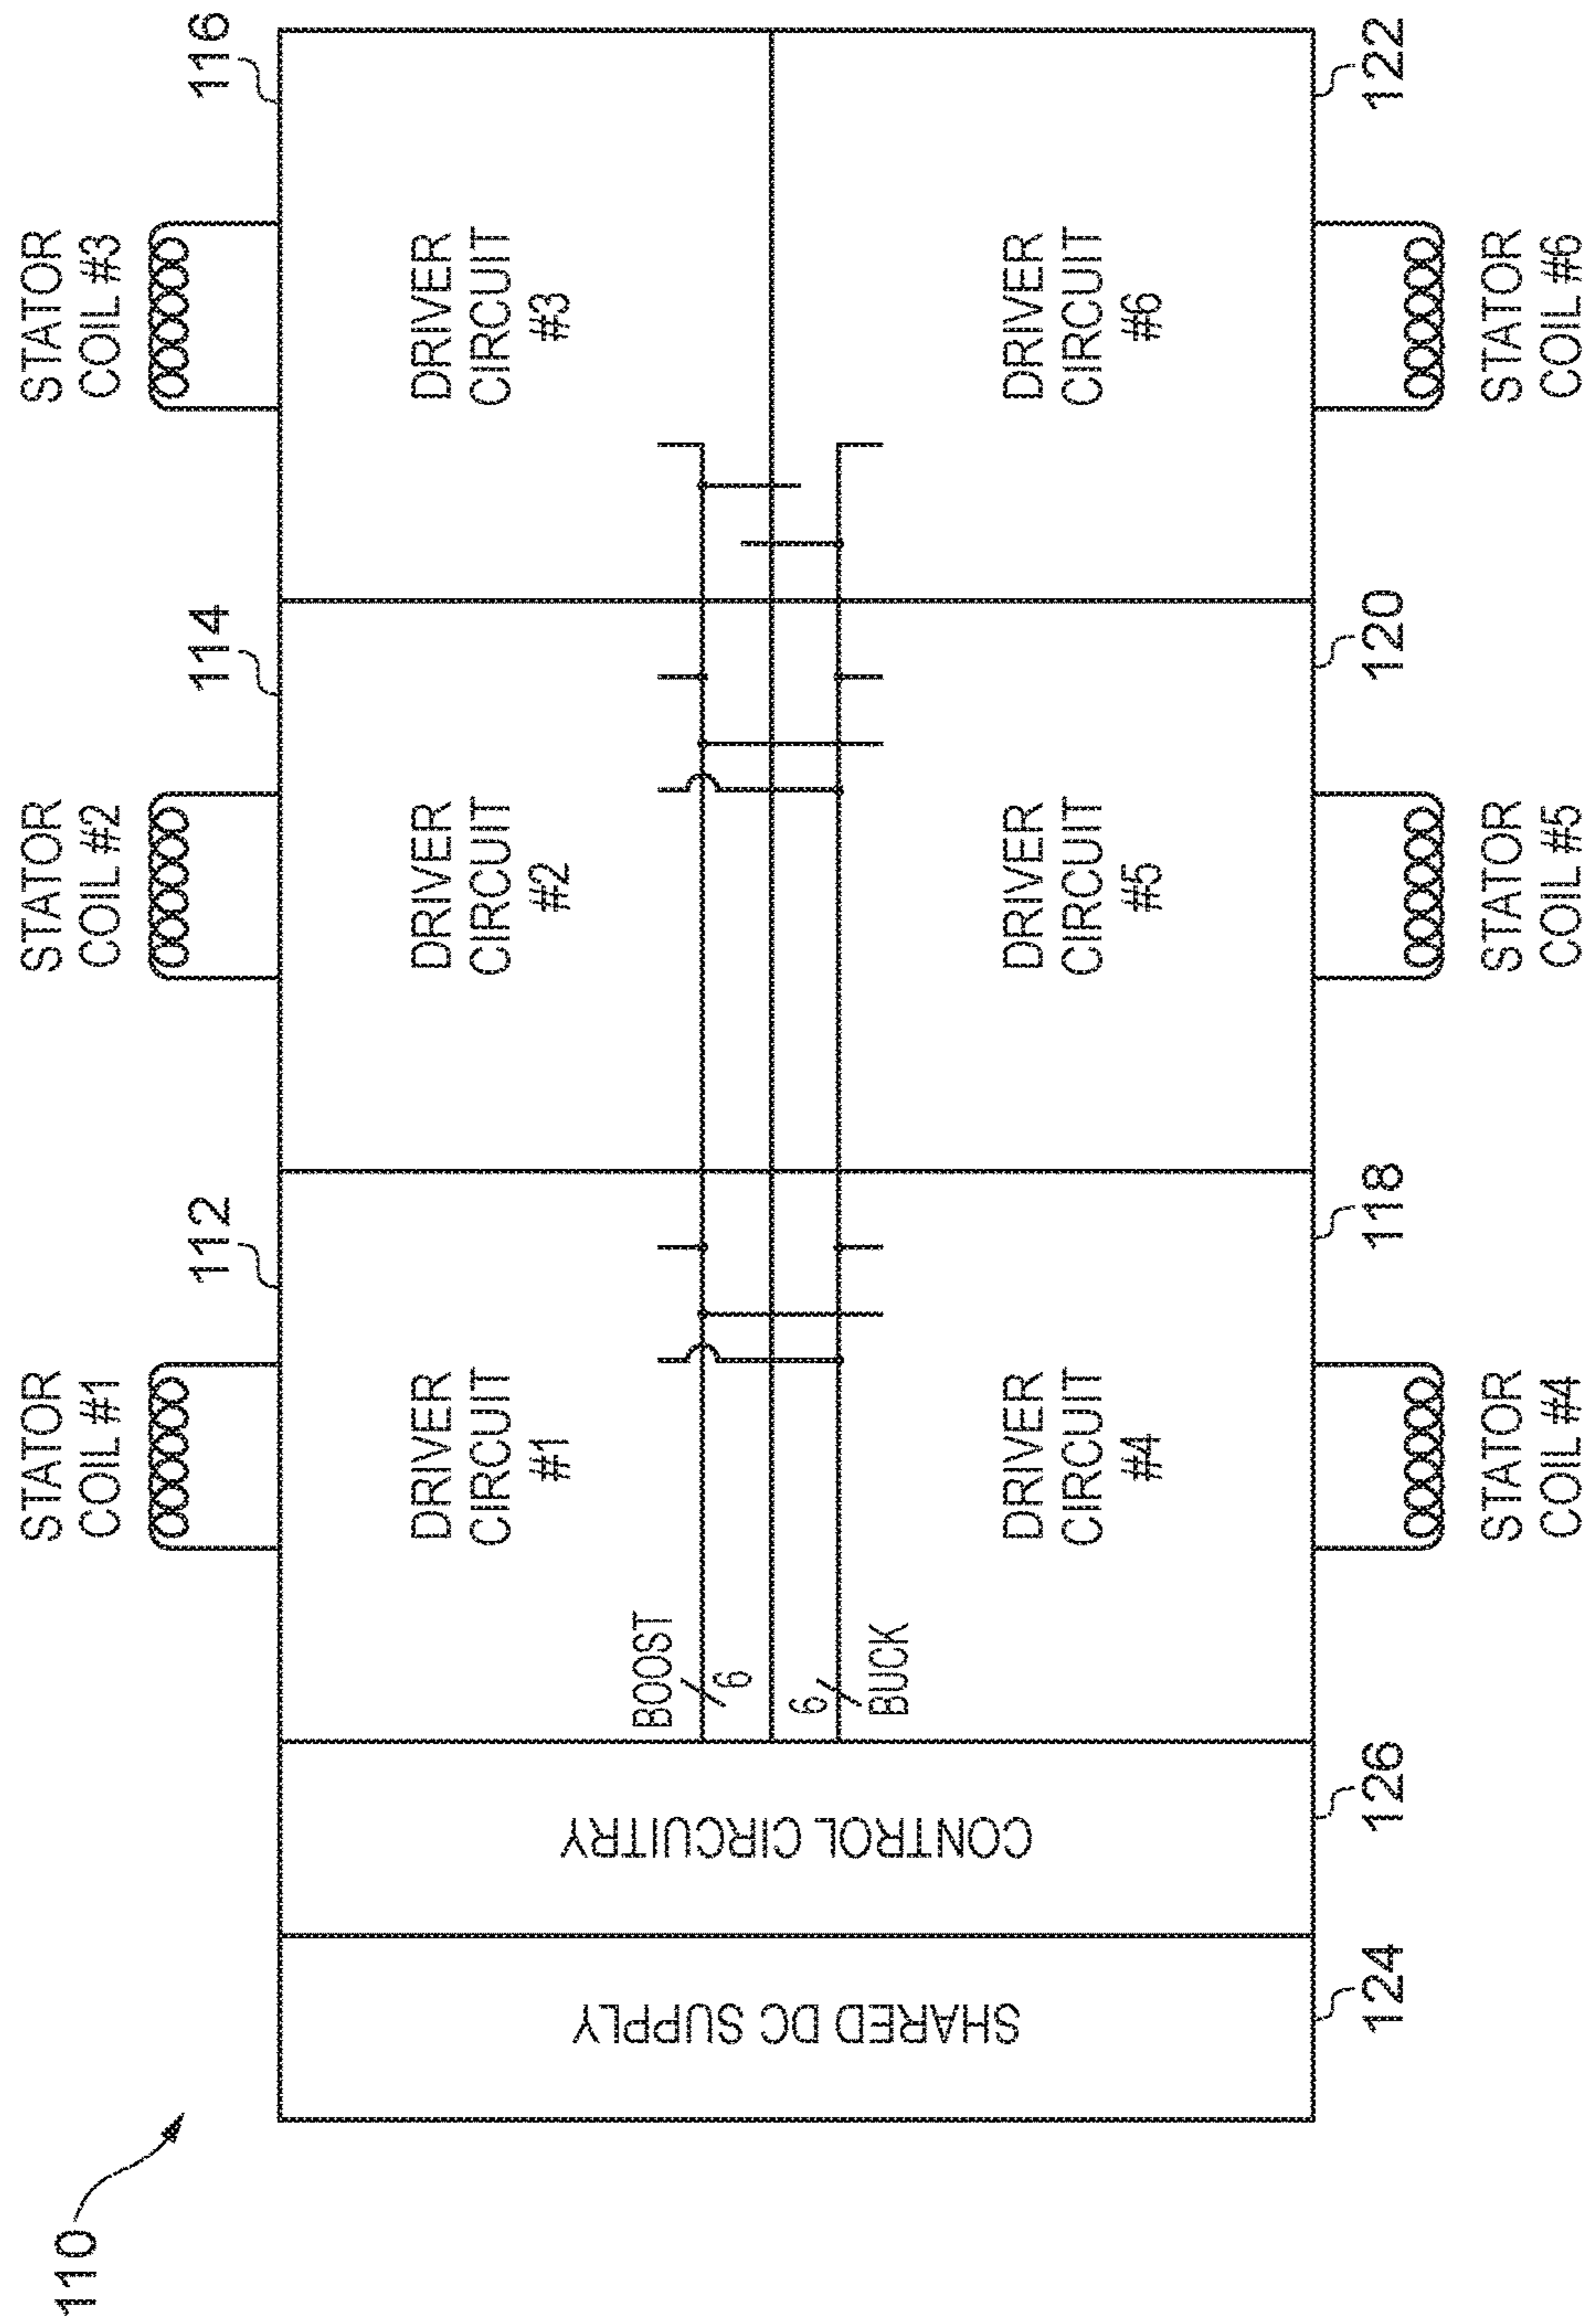 110
STATOR
COIL #1
STATOR
COIL #2
STATOR
COIL #3
112
114
116
SHARED DC SUPPLY
CONTROL CIRCUITRY
DRIVER
CIRCUIT
#1
DRIVER
CIRCUIT
#2
DRIVER
CIRCUIT
#3
BOOST
6
6
BUCK
DRIVER
CIRCUIT
#4
DRIVER
CIRCUIT
#5
DRIVER
CIRCUIT
#6
124
126
118
120
122
STATOR
COIL #4
STATOR
COIL #5
STATOR
COIL #6